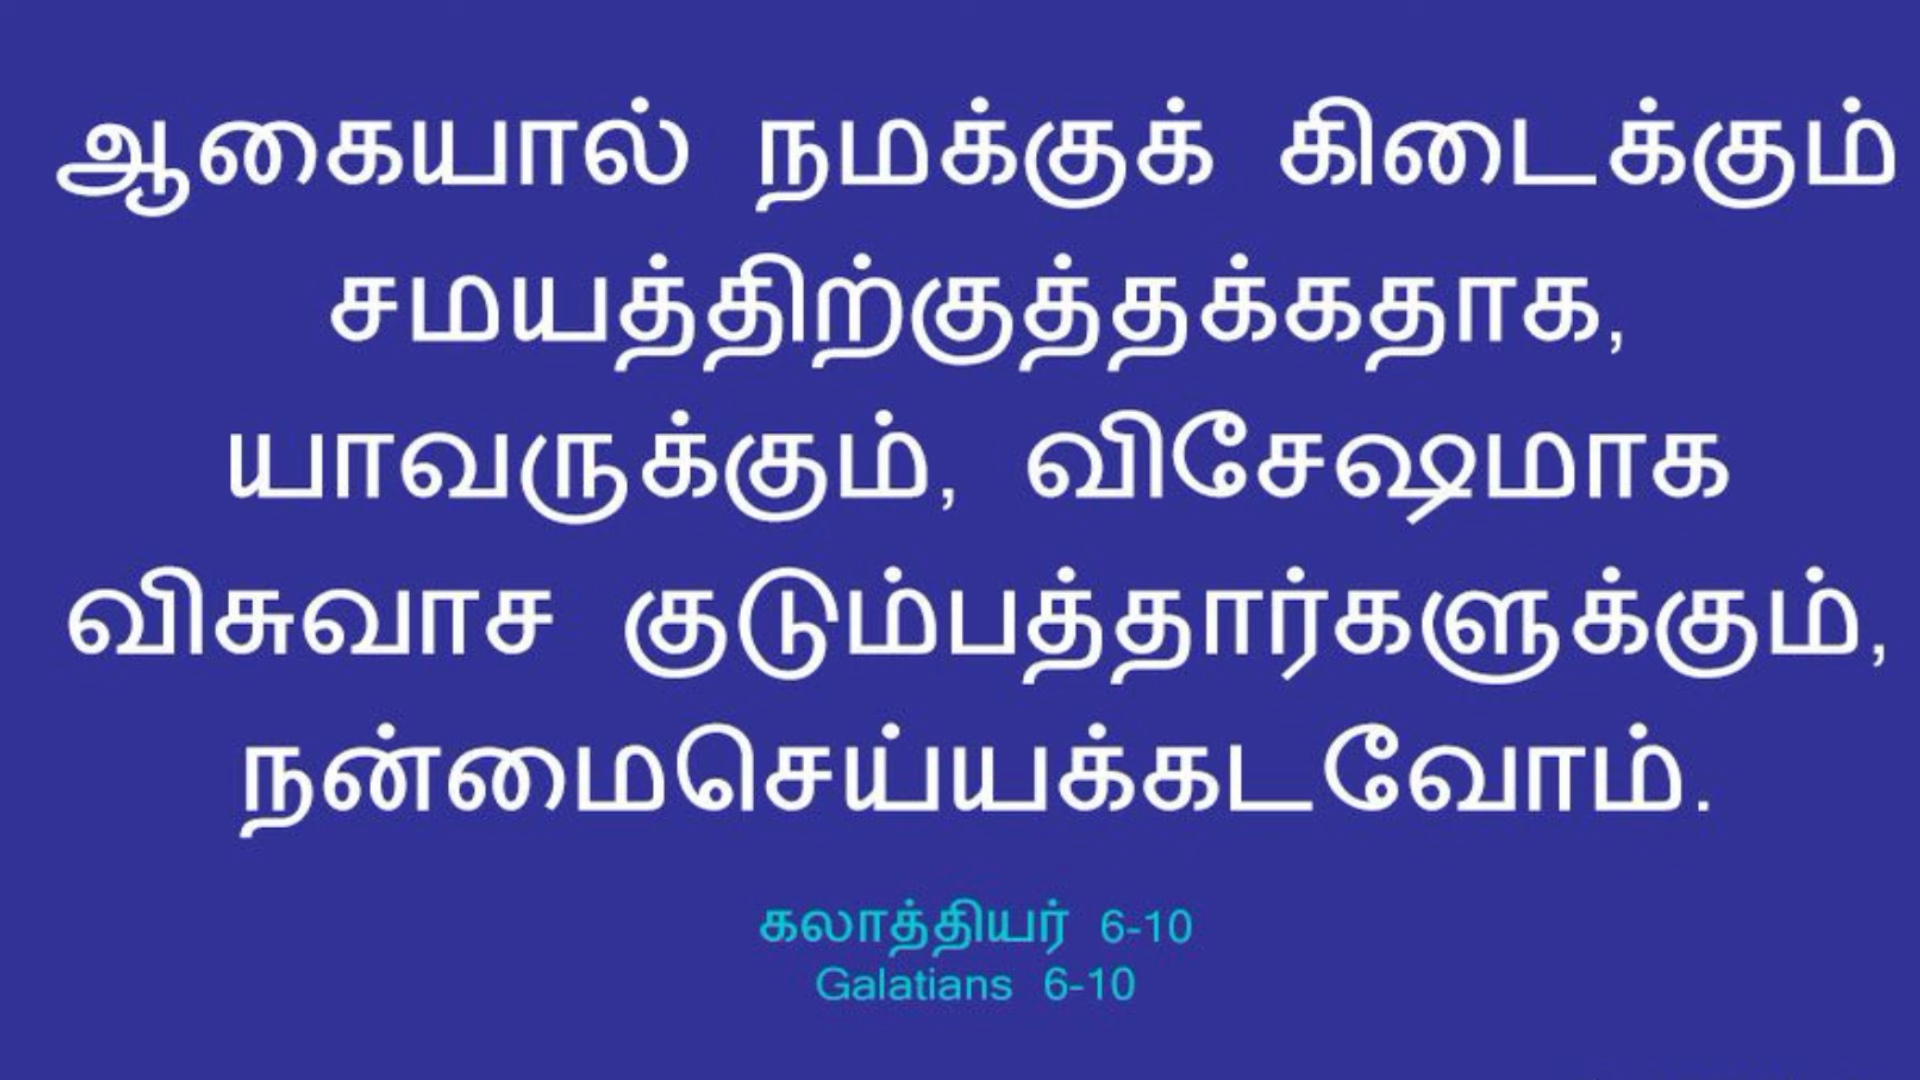 ஆகையால் நமக்குக் கிடைக்கும்
சமயத்திற்குத்தக்கதாக,
யாவருக்கும், விசேஷமாக
விசுவாச குடும்பத்தார்களுக்கும்,
நன்மைசெய்யக்கடவோம்.
கலாத்தியர் 6-10
Galatians 6-10